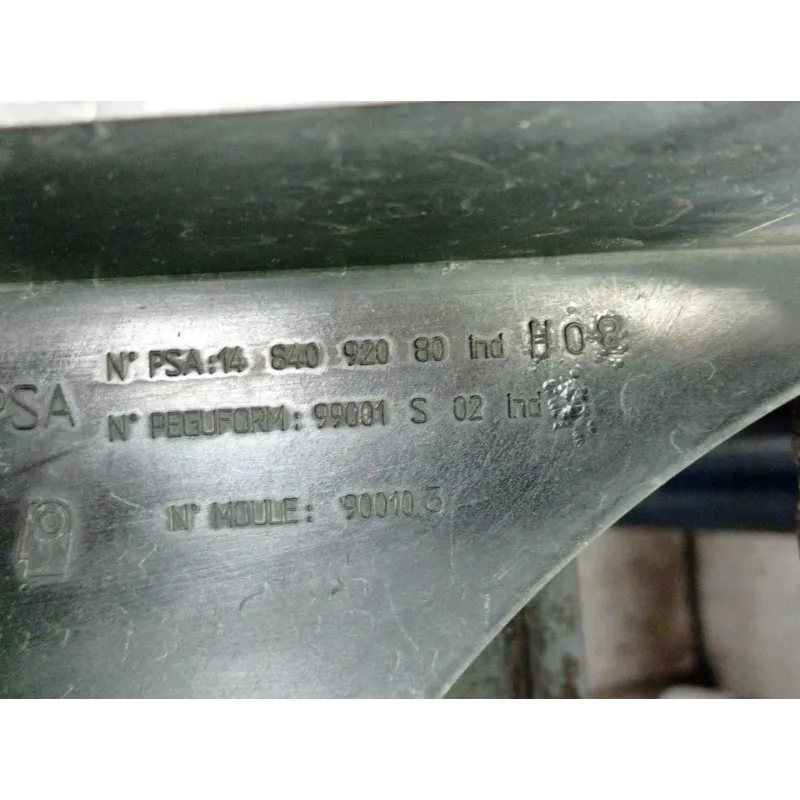 N° PSA:14 840 920 80 ind H08
PSA
N° PEGUFORM: 99001 S 02 ind
N° MOULE: 90010 3